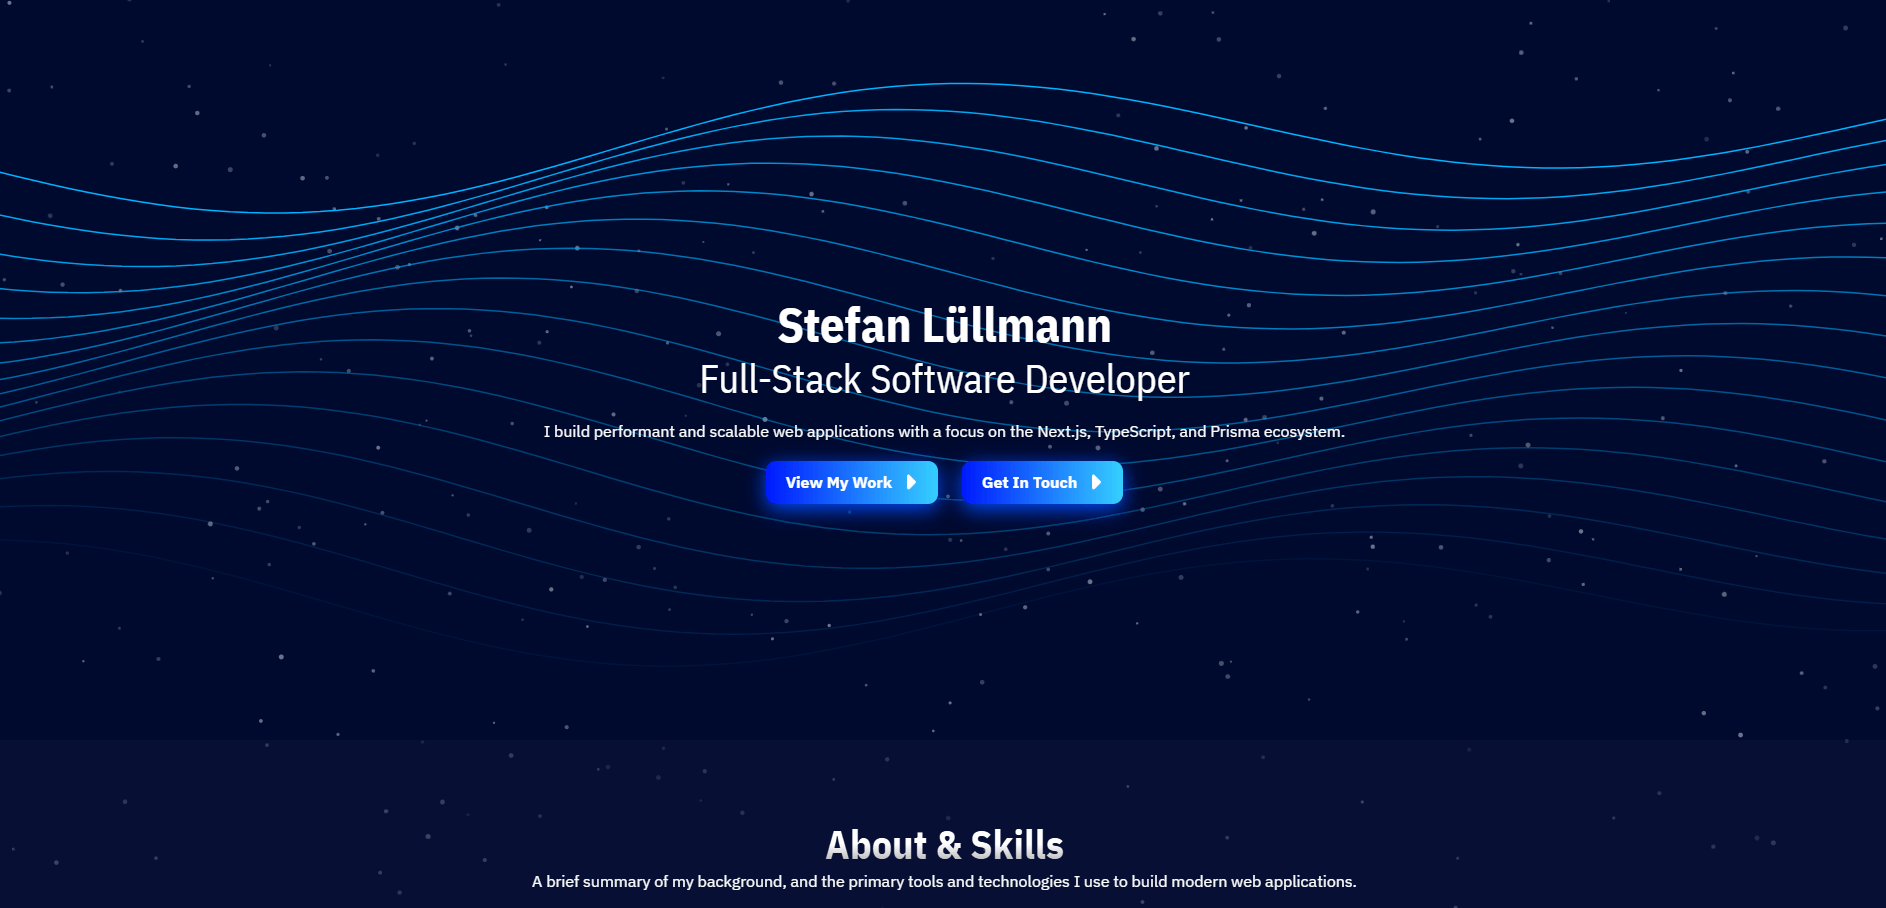 Stefan Lüllmann
Full-Stack Software Developer
I build performant and scalable web applications with a focus on the Next.js, TypeScript, and Prisma ecosystem.
View My Work
Get In Touch
About & Skills
A brief summary of my background, and the primary tools and technologies I use to build modern web applications.